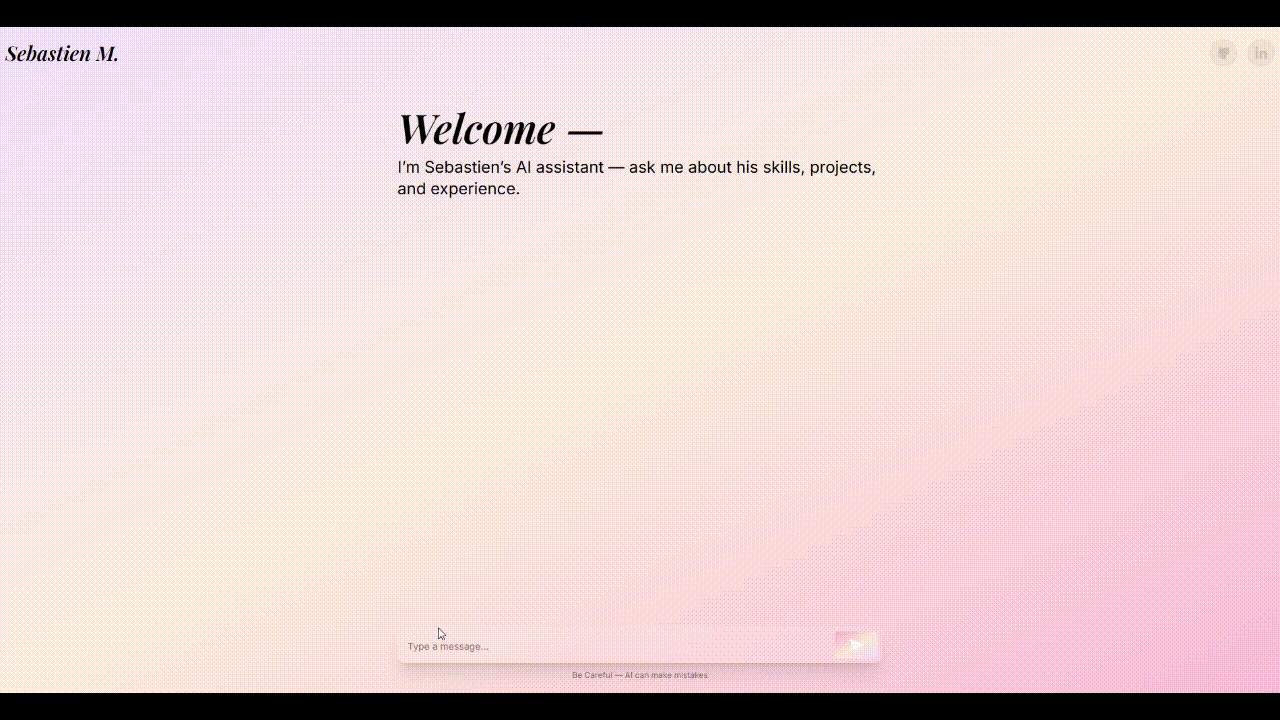 Sebastien M.
in
Welcome —
I’m Sebastien’s AI assistant — ask me about his skills, projects,
and experience.
Type a message...
Be Careful — AI can make mistakes